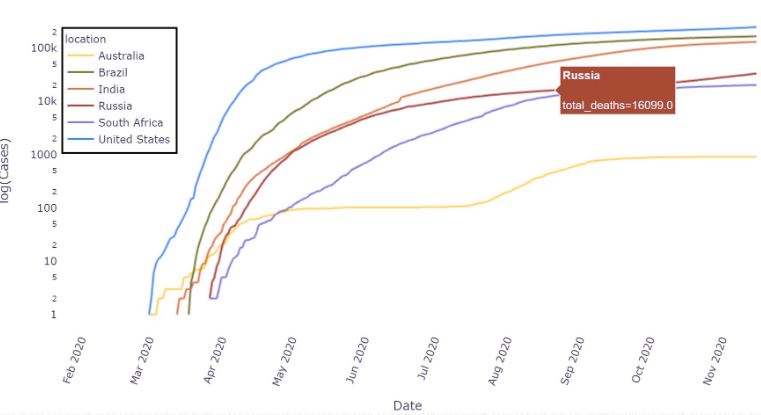 location
Australia
Brazil
India
Russia
South Africa
United States
2
100k
5
2
10k
5
2
1000
5
2
100
5
2
10
5
2
1
log(Cases)
Russia
total_deaths=16099.0
Feb 2020
Mar 2020
Apr 2020
May 2020
Jun 2020
Jul 2020
Aug 2020
Sep 2020
Oct 2020
Nov 2020
Date